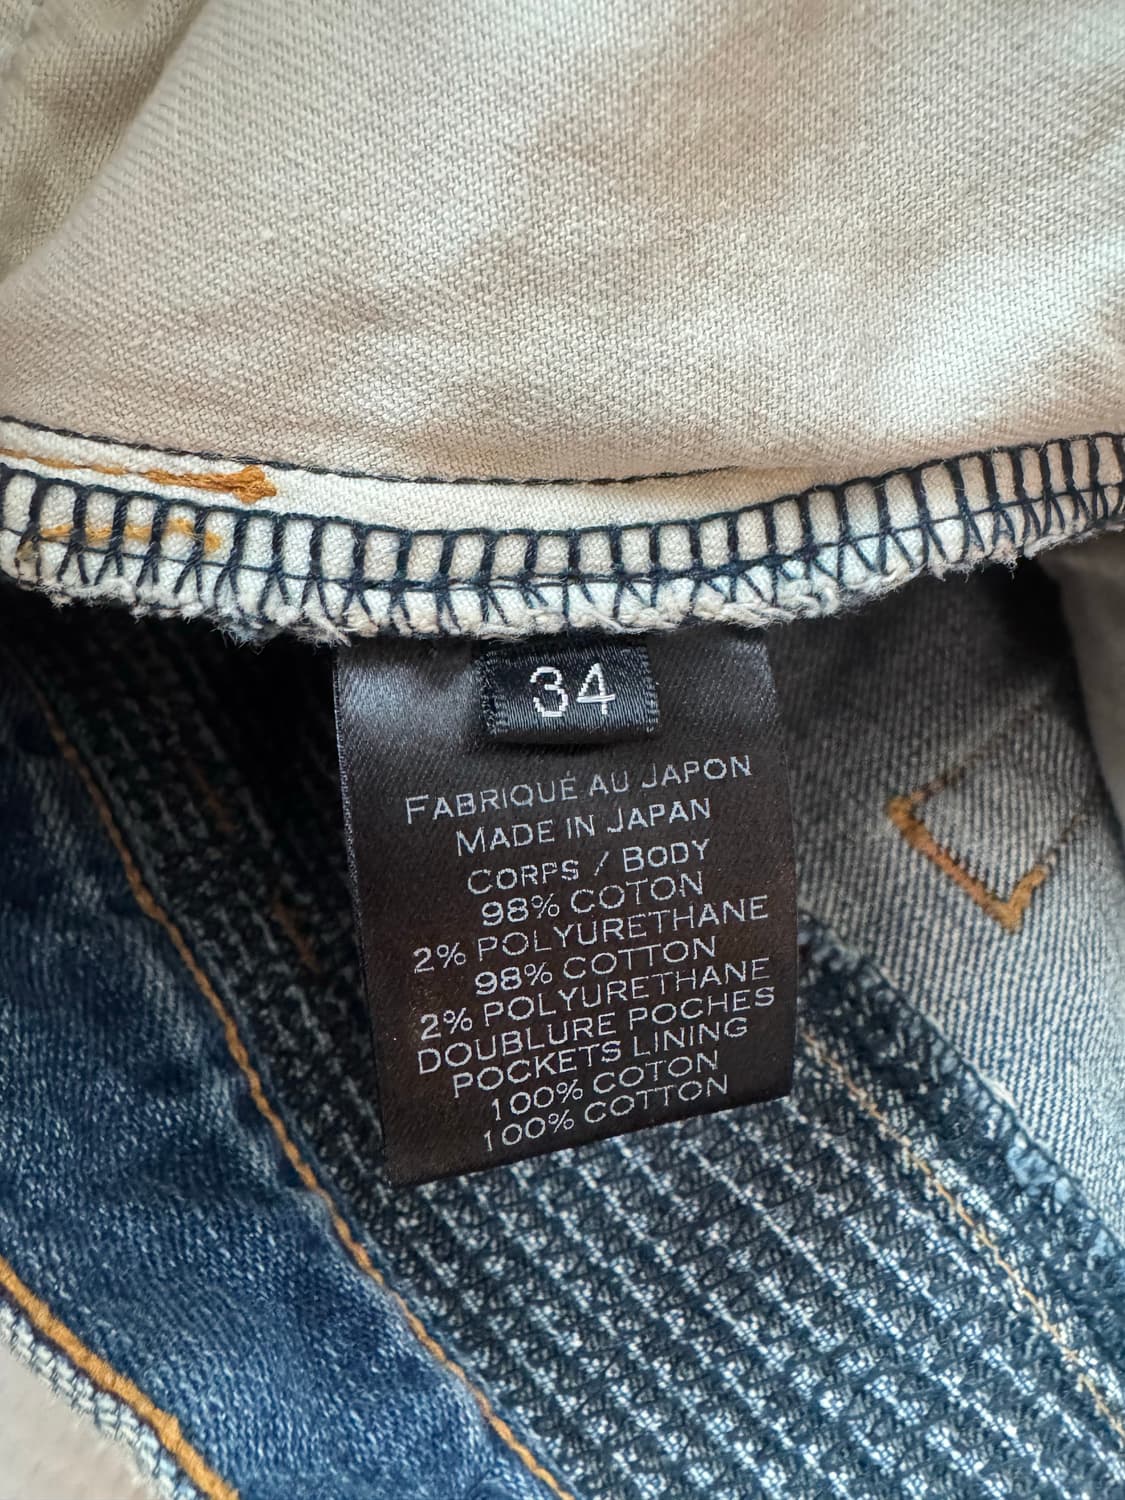 34
FABRIQUÉ AU JAPON
MADE IN JAPAN
CORPS / BODY
98% COTON
2% POLYURETHANE
98% COTTON
2% POLYURETHANE
DOUBLURE POCHES
POCKETS LINING
100% COTON
100% COTTON